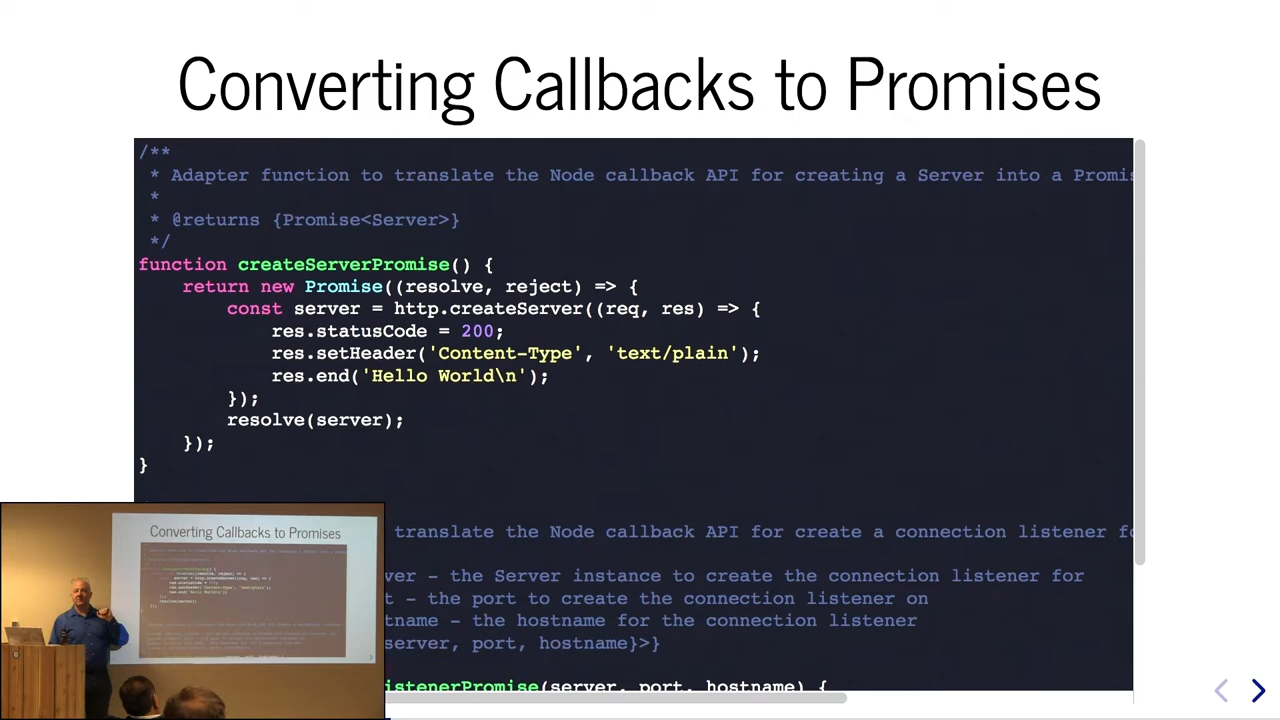 Converting Callbacks to Promises
/**
 * Adapter function to translate the Node callback API for creating a Server into a Promis
 *
 * @returns {Promise<Server>}
 */
function createServerPromise() {
    return new Promise((resolve, reject) => {
        const server = http.createServer((req, res) => {
            res.statusCode = 200;
            res.setHeader('Content-Type', 'text/plain');
            res.end('Hello World\n');
        });
        resolve(server);
    });
}
translate the Node callback API for create a connection listener fo
ver - the Server instance to create the connection listener for
t - the port to create the connection listener on
tname - the hostname for the connection listener
server, port, hostname}>}
istenerPromise(server, port, hostname) {
Converting Callbacks to Promises